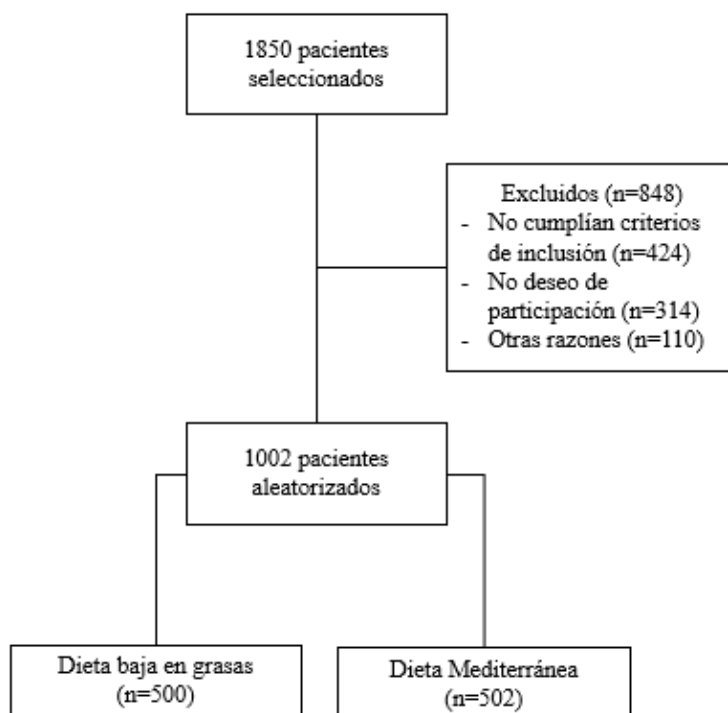 1850 pacientes
seleccionados
Excluidos (n=848)
- No cumplían criterios
de inclusión (n=424)
- No deseo de
participación (n=314)
- Otras razones (n=110)
1002 pacientes
aleatorizados
Dieta baja en grasas
(n=500)
Dieta Mediterránea
(n=502)